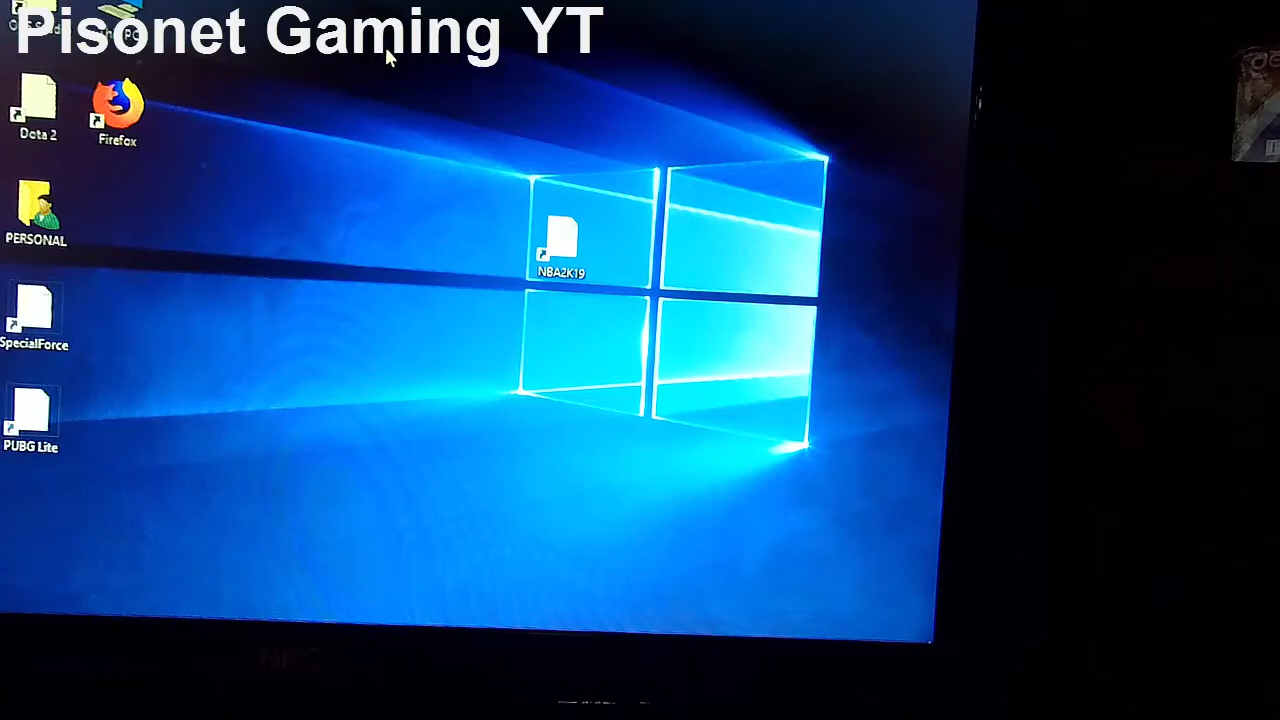 Pisonet Gaming YT
Dota 2
Firefox
PERSONAL
NBA2K19
SpecialForce
PUBG Lite